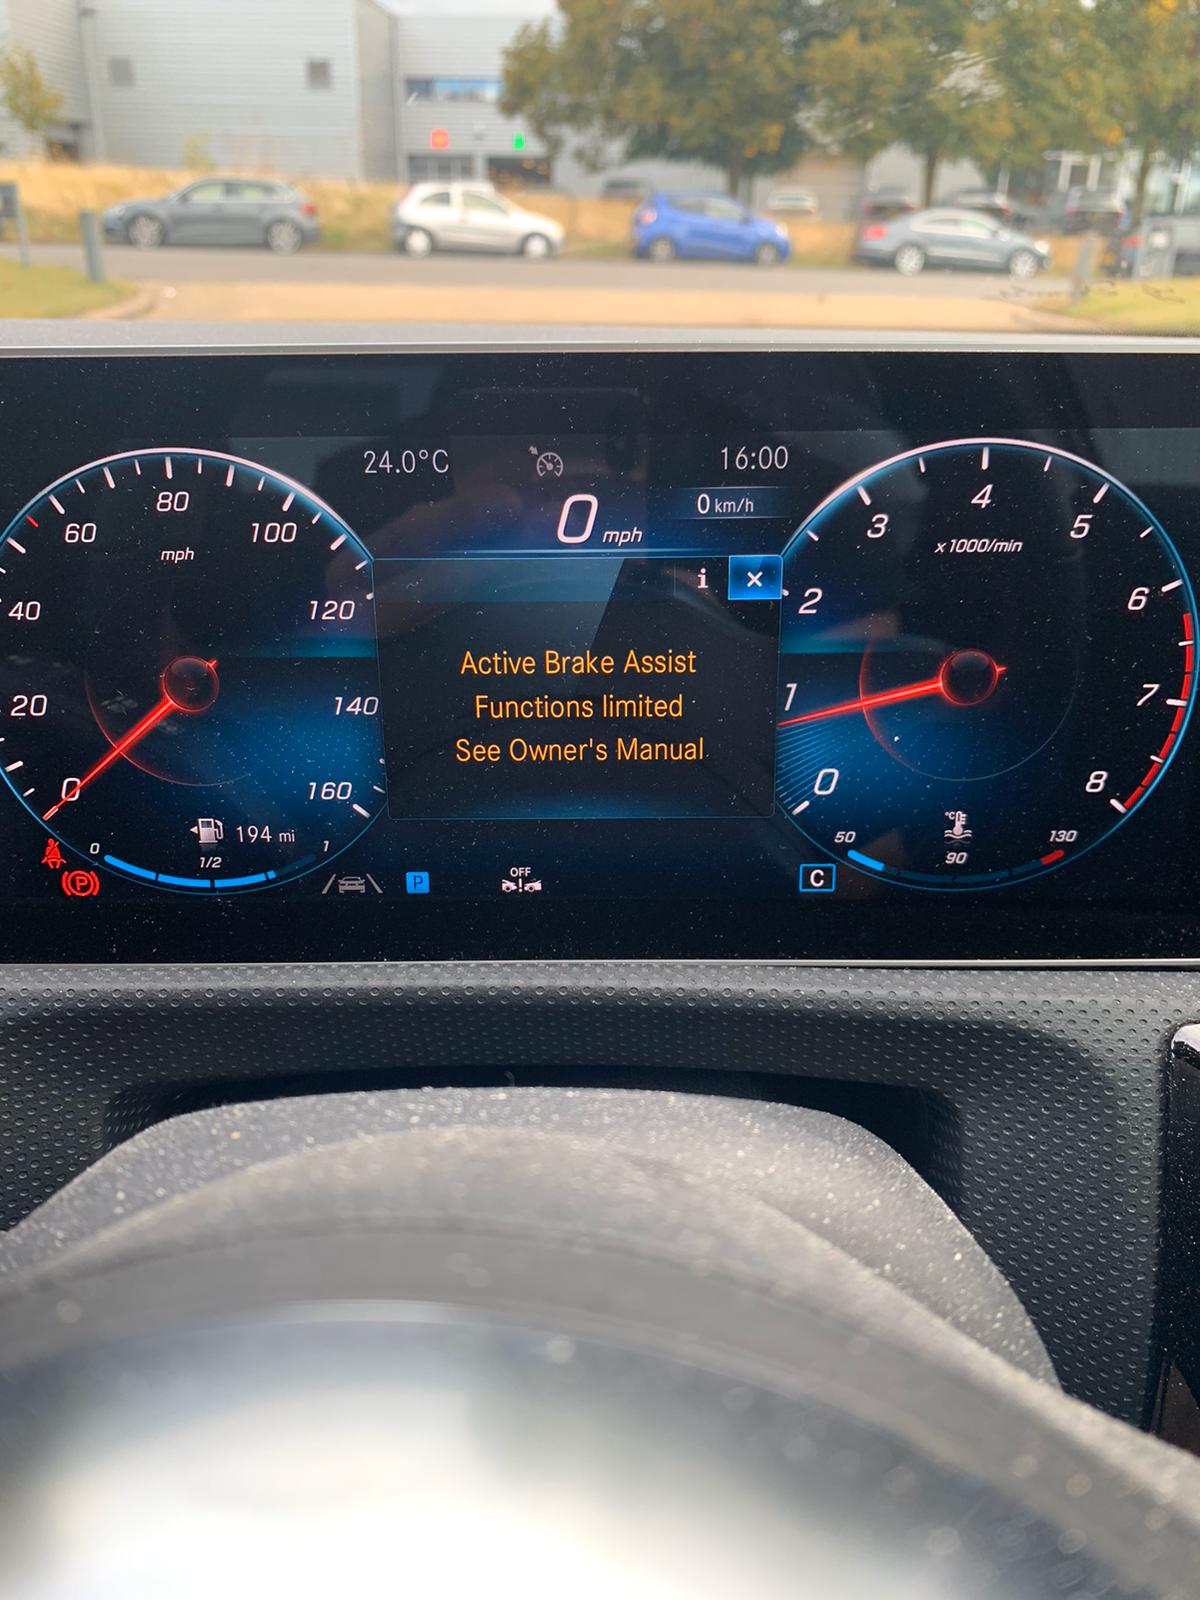 24.0°C
16:00
0 mph
0 km/h
80
60
100
mph
40
120
20
140
0
160
194 mi
0
1/2
1
i ×
Active Brake Assist
Functions limited
See Owner's Manual
4
3
5
x1000/min
2
6
1
7
0
8
°C
50
90
130
P
P
OFF
C